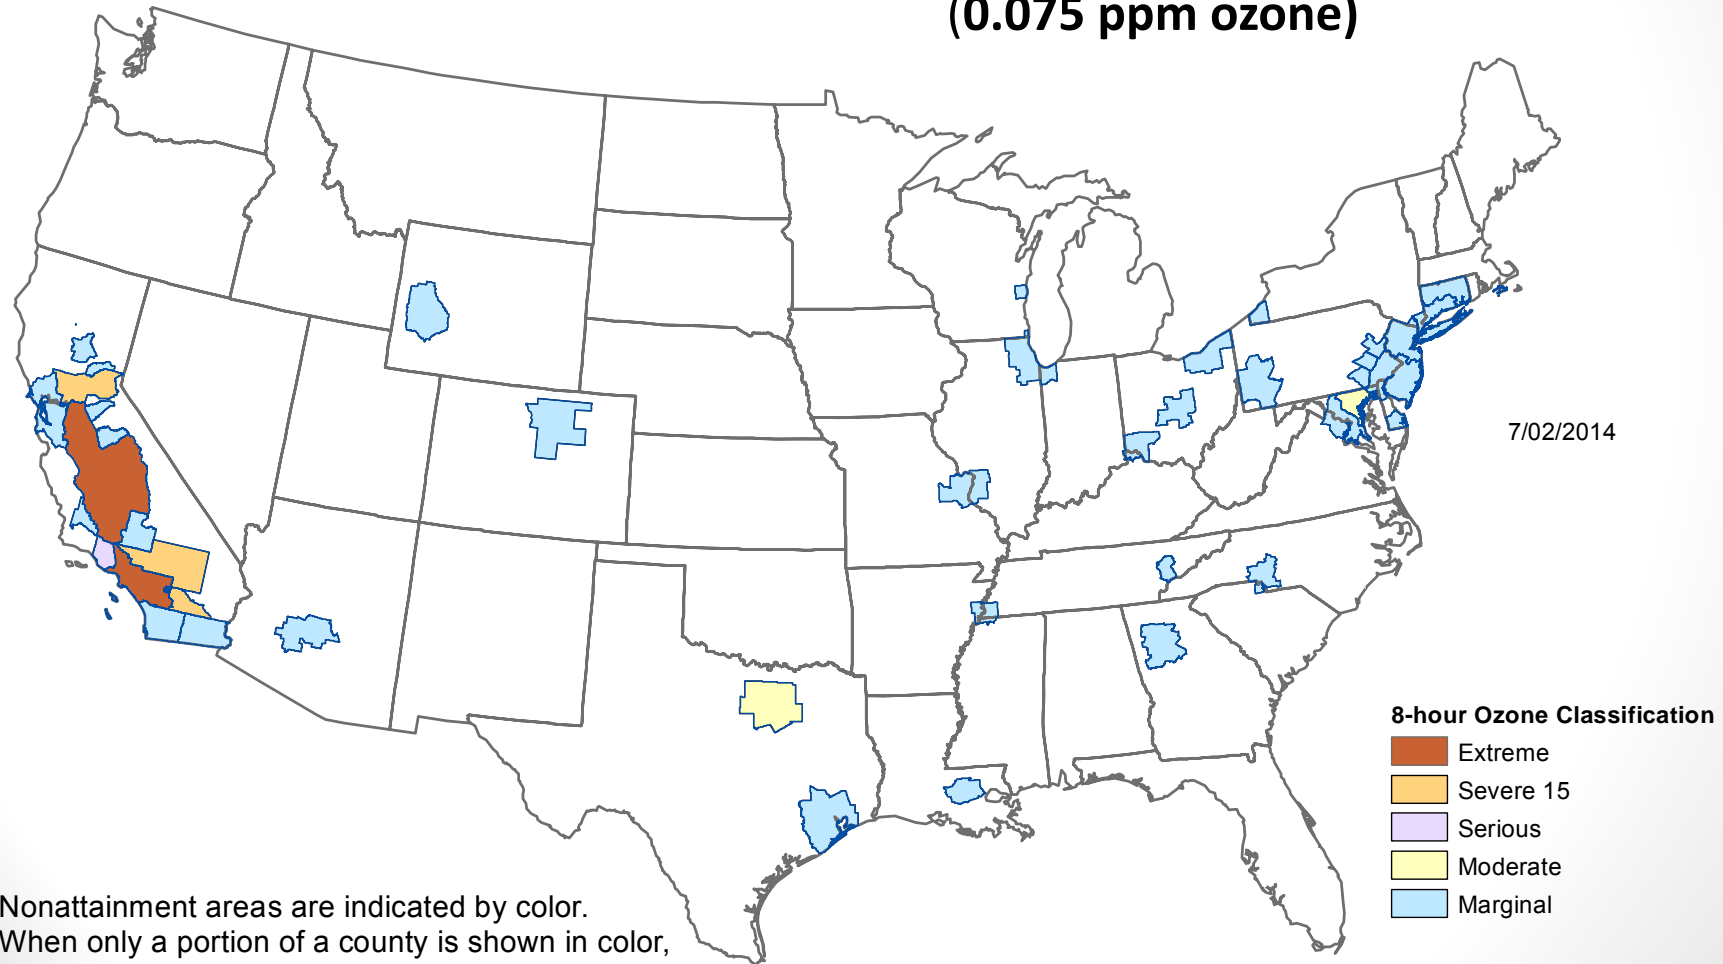 (0.075 ppm ozone)
7/02/2014
8-hour Ozone Classification
Extreme
Severe 15
Serious
Moderate
Marginal
Nonattainment areas are indicated by color.
When only a portion of a county is shown in color,